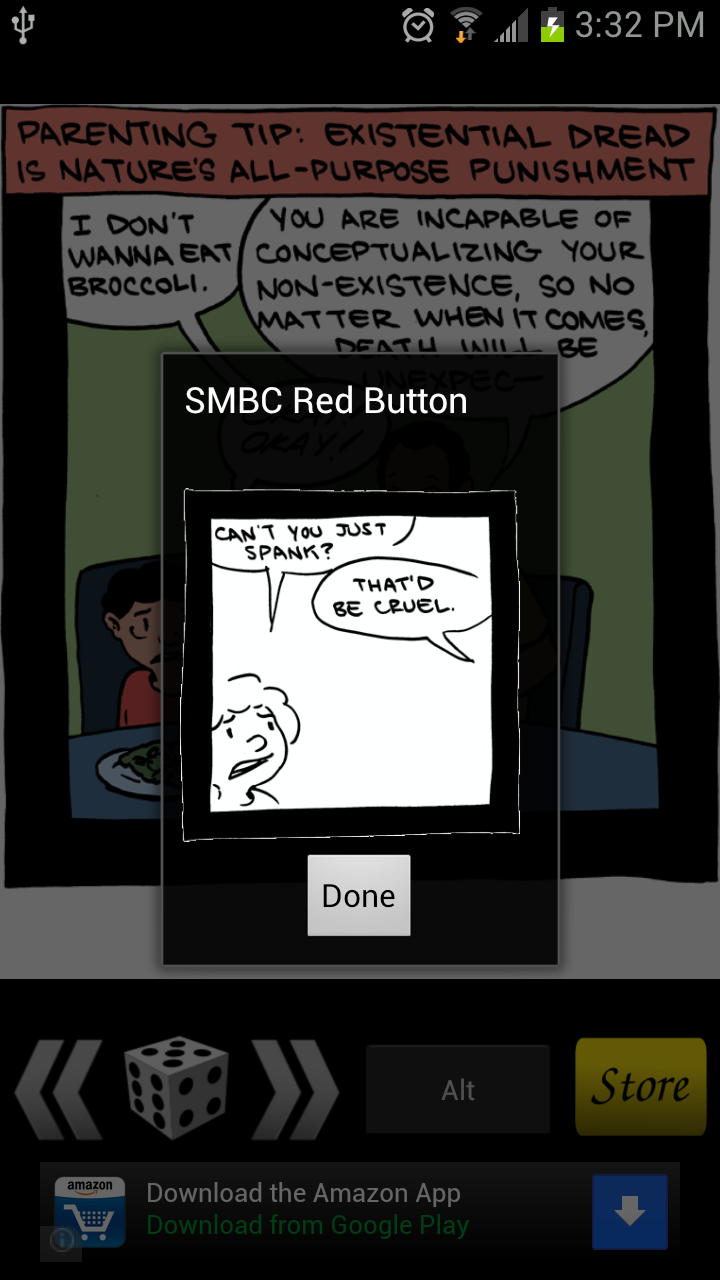 3:32 PM
PARENTING TIP: EXISTENTIAL DREAD
IS NATURE'S ALL-PURPOSE PUNISHMENT
I DON'T
WANNA EAT
BROCCOLI.
YOU ARE INCAPABLE OF
CONCEPTUALIZING YOUR
NON-EXISTENCE, SO NO
MATTER WHEN IT COMES,
DEATH WILL BE
UNEXPEC—
OKAY!
SMBC Red Button
CAN'T YOU JUST
SPANK?
THAT'D
BE CRUEL.
Done
Alt
Store
amazon
Download the Amazon App
Download from Google Play